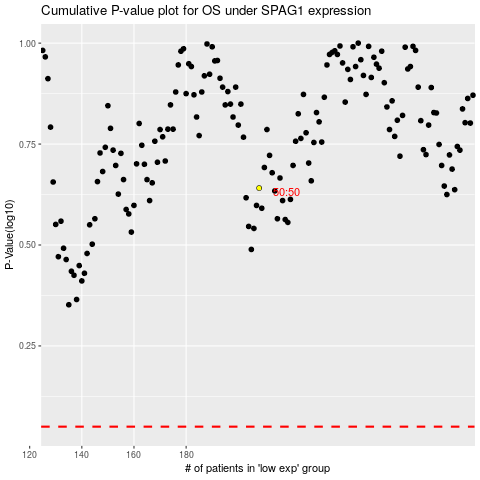 Cumulative P-value plot for OS under SPAG1 expression
1.00
0.75
0.50
0.25
P-Value(log10)
50:50
120 140 160 180
# of patients in 'low exp' group